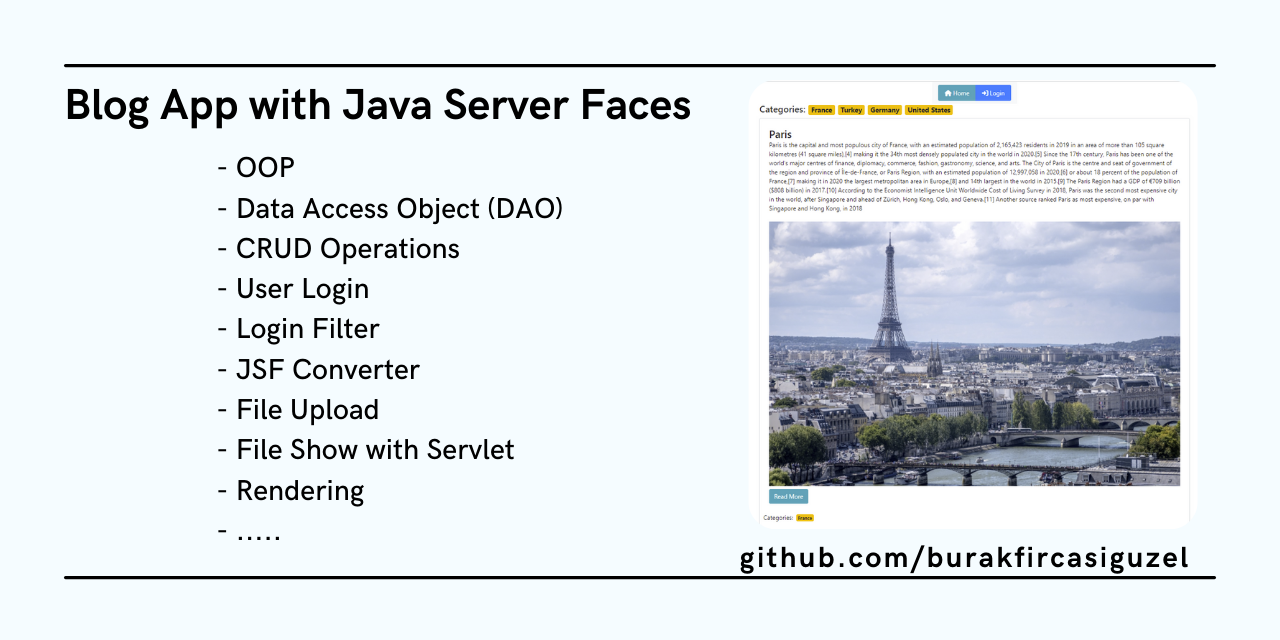 Blog App with Java Server Faces
- OOP
- Data Access Object (DAO)
- CRUD Operations
- User Login
- Login Filter
- JSF Converter
- File Upload
- File Show with Servlet
- Rendering
- .....
Home Login
Categories: France Turkey Germany United States
Paris
Paris is the capital and most populous city of France, with an estimated population of 2,165,423 residents in 2019 in an area of more than 105 square
kilometres (41 square miles),[4] making it the 34th most densely populated city in the world in 2020.[5] Since the 17th century, Paris has been one of the
world's major centres of finance, diplomacy, commerce, fashion, gastronomy, science, and arts. The City of Paris is the centre and seat of government of
the region and province of Île-de-France, or Paris Region, with an estimated population of 12,997,058 in 2020,[6] or about 18 percent of the population of
France,[7] making it in 2020 the largest metropolitan area in Europe,[8] and 14th largest in the world in 2015.[9] The Paris Region had a GDP of €709 billion
($808 billion) in 2017.[10] According to the Economist Intelligence Unit Worldwide Cost of Living Survey in 2018, Paris was the second most expensive city
in the world, after Singapore and ahead of Zürich, Hong Kong, Oslo, and Geneva.[11] Another source ranked Paris as most expensive, on par with
Singapore and Hong Kong, in 2018
Read More
Categories: France
github.com/burakfircasiguzel